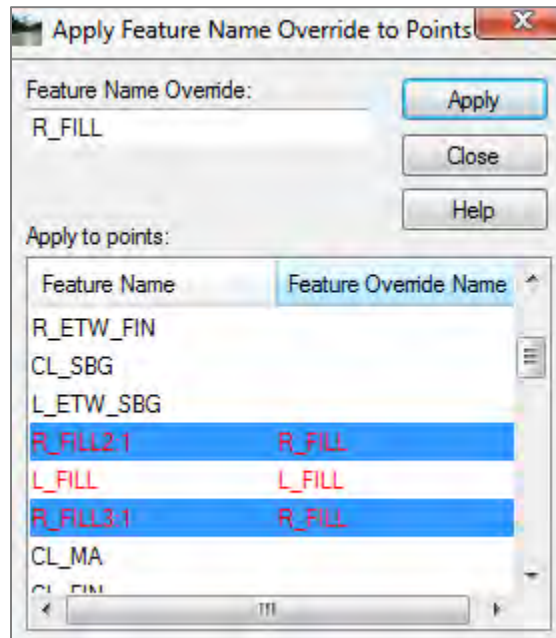 Apply Feature Name Override to Points
Feature Name Override:
Apply
R_FILL
Close
Help
Apply to points:
Feature Name Feature Override Name
R_ETW_FIN
CL_SBG
L_ETW_SBG
R_FILL2:1 R_FILL
L_FILL L_FILL
R_FILL3:1 R_FILL
CL_MA
CL_FIN